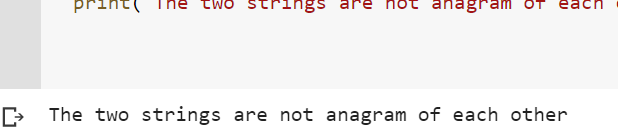 print( The two strings are not anagram of each
The two strings are not anagram of each other